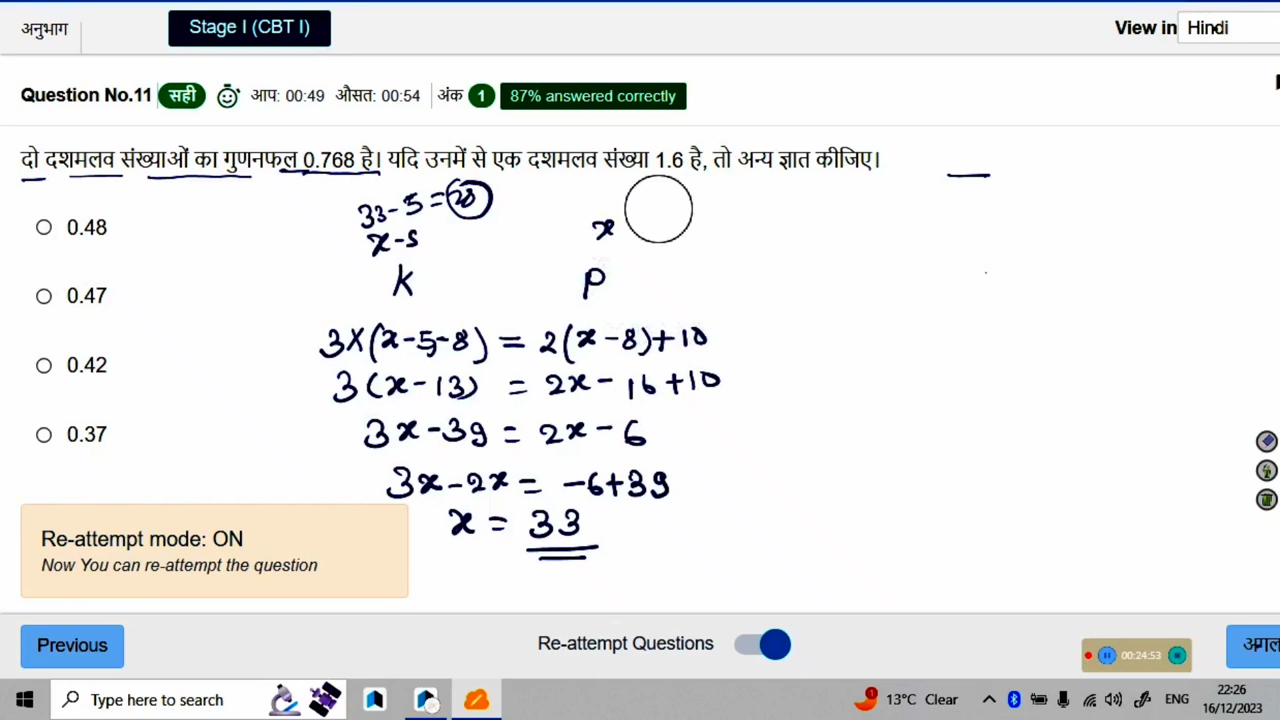 अनुभाग
Stage I (CBT I)
View in Hindi
Question No.11 सही आप: 00:49 औसत: 00:54 अंक 1 87% answered correctly
दो दशमलव संख्याओं का गुणनफल 0.768 है। यदि उनमें से एक दशमलव संख्या 1.6 है, तो अन्य ज्ञात कीजिए।
0.48
0.47
0.42
0.37
33-5=28
x-5 x
K P
3×(x-5-8) = 2(x-8)+10
3(x-13) = 2x-16+10
3x-39 = 2x-6
3x-2x = -6+39
x = 33
Re-attempt mode: ON
Now You can re-attempt the question
Previous
Re-attempt Questions
00:24:53
Type here to search
1
13°C Clear
ENG
22:26
16/12/2023